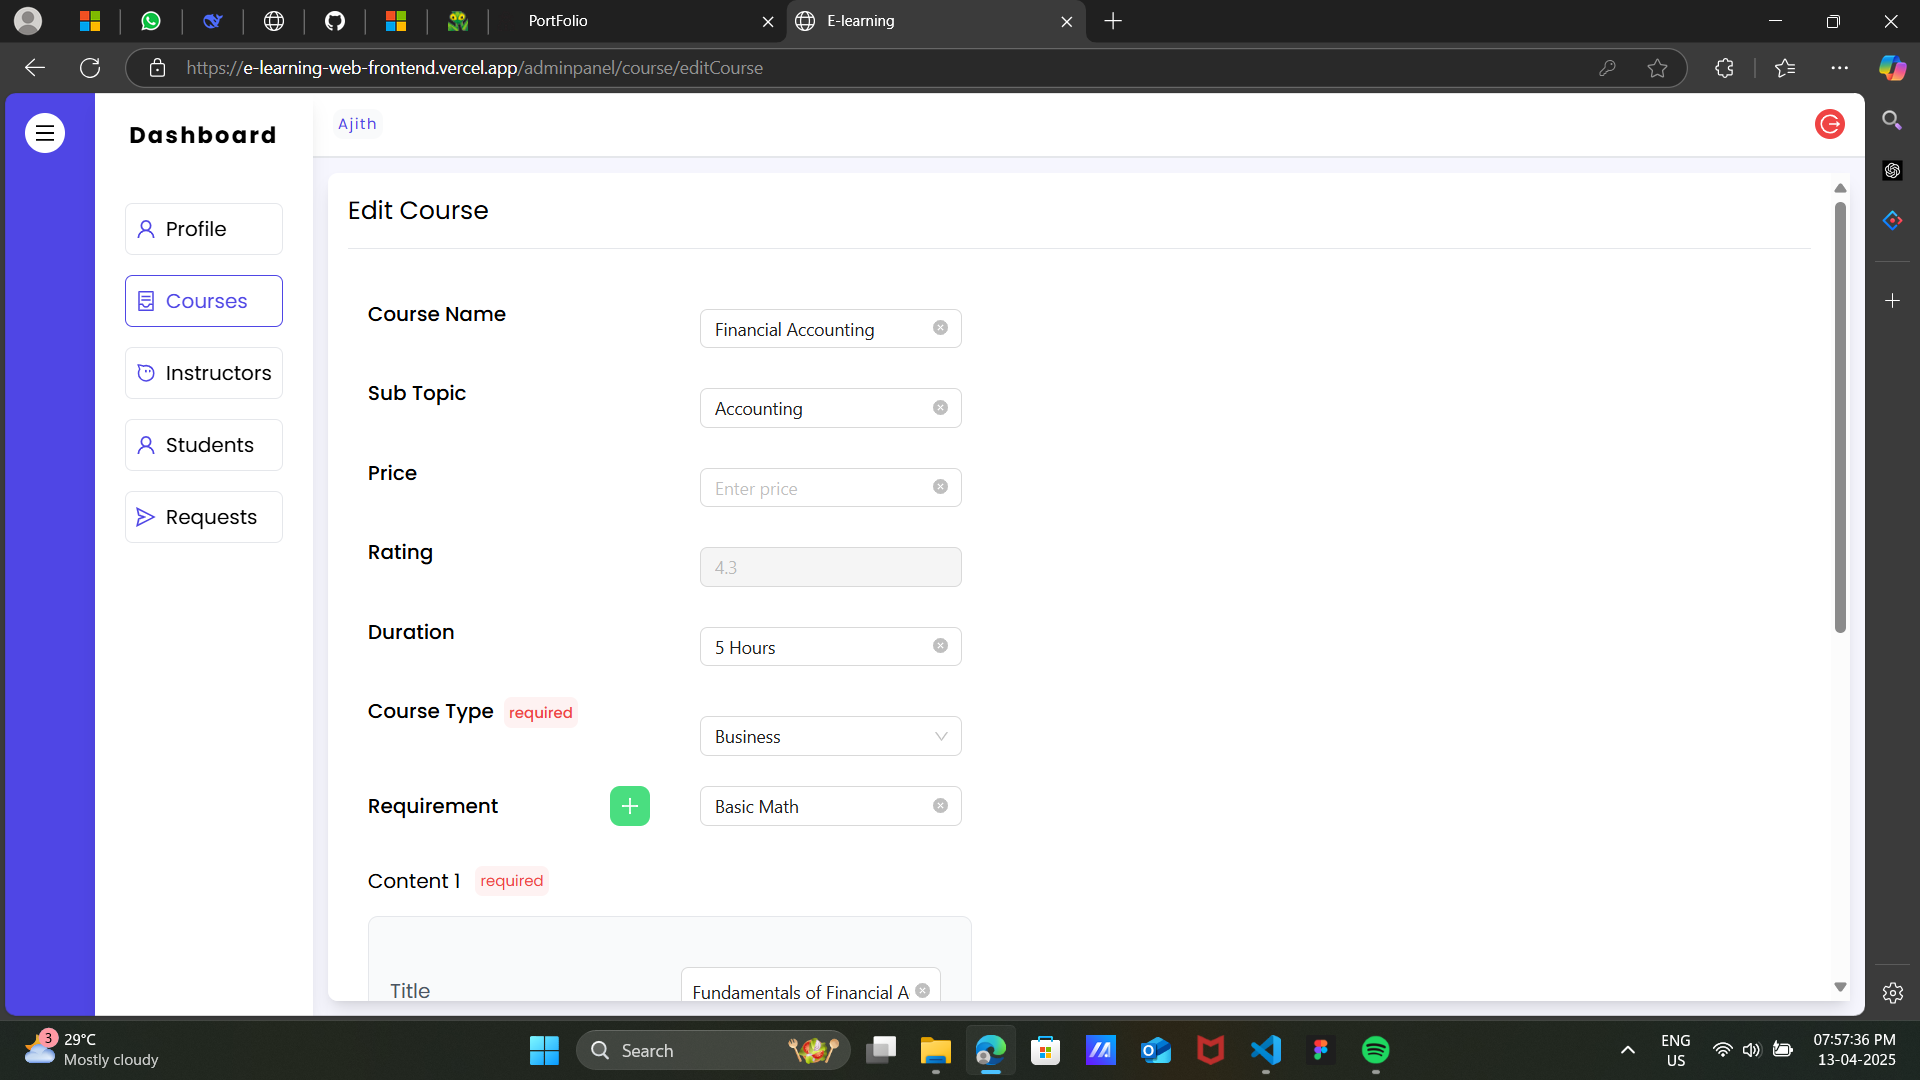 PortFolio
E-learning
https://e-learning-web-frontend.vercel.app/adminpanel/course/editCourse
Dashboard
Ajith
Profile
Courses
Instructors
Students
Requests
Edit Course
Course Name
Financial Accounting
Sub Topic
Accounting
Price
Enter price
Rating
4.3
Duration
5 Hours
Course Type required
Business
Requirement
Basic Math
Content 1 required
Title
Fundamentals of Financial A
3
29°C
Mostly cloudy
Search
ENG
US
07:57:36 PM
13-04-2025